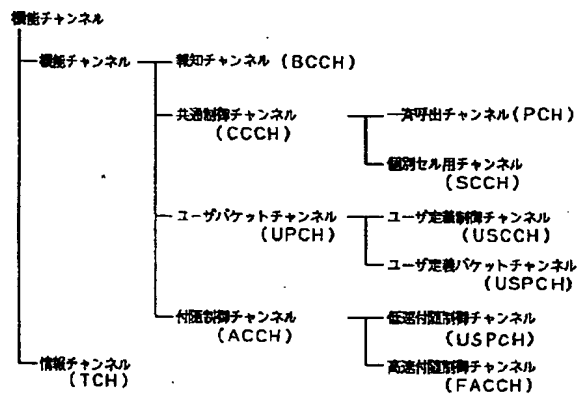 機能チャンネル
機能チャンネル
報知チャンネル (BCCH)
共通制御チャンネル
(CCCH)
一斉呼出チャンネル(PCH)
個別セル用チャンネル
(SCCH)
ユーザパケットチャンネル
(UPCH)
ユーザ定義制御チャンネル
(USCCH)
ユーザ定義パケットチャンネル
(USPCH)
付随制御チャンネル
(ACCH)
低速付随制御チャンネル
(USPCH)
高速付随制御チャンネル
(FACCH)
情報チャンネル
(TCH)